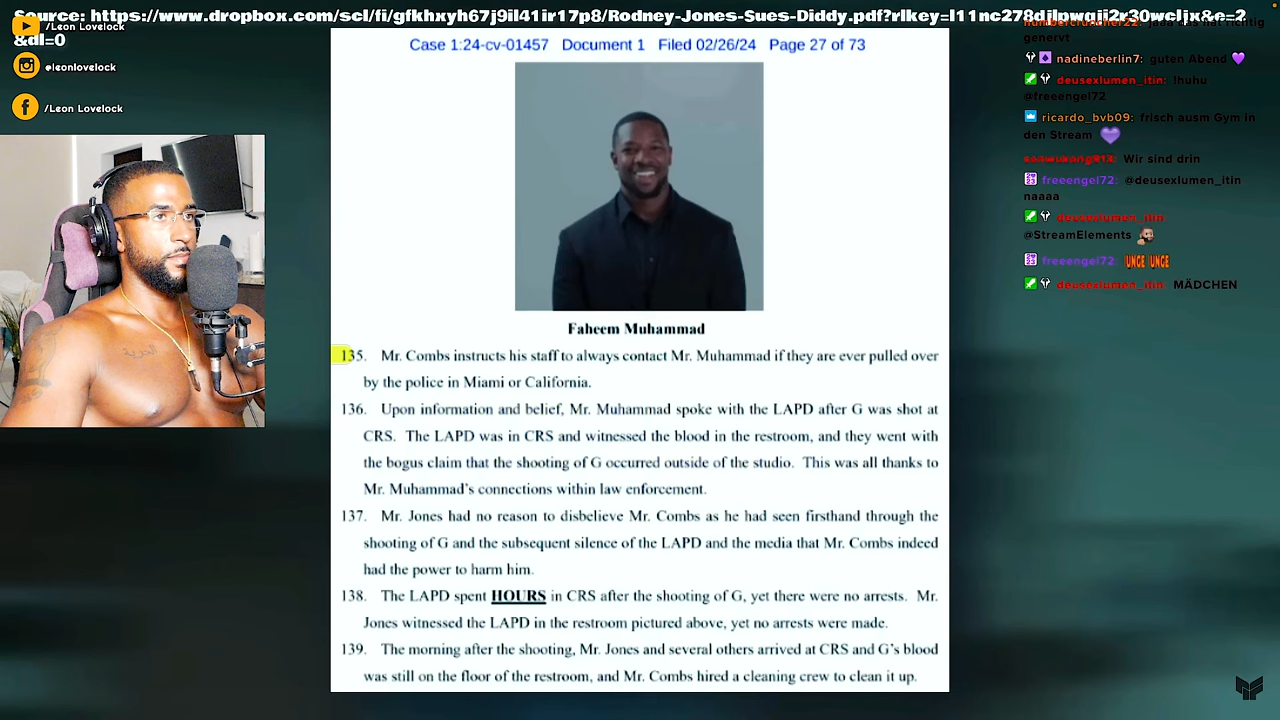 Source: https://www.dropbox.com/scl/fi/gfkhxyh67j9il41ir17p8/Rodney-Jones-Sues-Diddy.pdf?
&dl=0
/Leon Lovelock
@leonlovelock
/Leon Lovelock
Case 1:24-cv-01457 Document 1 Filed 02/26/24 Page 27 of 73
Faheem Muhammad
135. Mr. Combs instructs his staff to always contact Mr. Muhammad if they are ever pulled over
by the police in Miami or California.
136. Upon information and belief, Mr. Muhammad spoke with the LAPD after G was shot at
CRS. The LAPD was in CRS and witnessed the blood in the restroom, and they went with
the bogus claim that the shooting of G occurred outside of the studio. This was all thanks to
Mr. Muhammad's connections within law enforcement.
137. Mr. Jones had no reason to disbelieve Mr. Combs as he had seen firsthand through the
shooting of G and the subsequent silence of the LAPD and the media that Mr. Combs indeed
had the power to harm him.
138. The LAPD spent HOURS in CRS after the shooting of G, yet there were no arrests. Mr.
Jones witnessed the LAPD in the restroom pictured above, yet no arrests were made.
139. The morning after the shooting, Mr. Jones and several others arrived at CRS and G's blood
was still on the floor of the restroom, and Mr. Combs hired a cleaning crew to clean it up.
richtig
genervt
nadineberlin7: guten Abend
deusexlumen_itin: !huhu
@freeengel72
ricardo_bvb09: frisch ausm Gym in
den Stream
Wir sind drin
freeengel72: @deusexlumen_itin
naaaa
deusexlumen_itin
@StreamElements
freeengel72: UNGE UNGE
deusexlumen_itin: MÄDCHEN